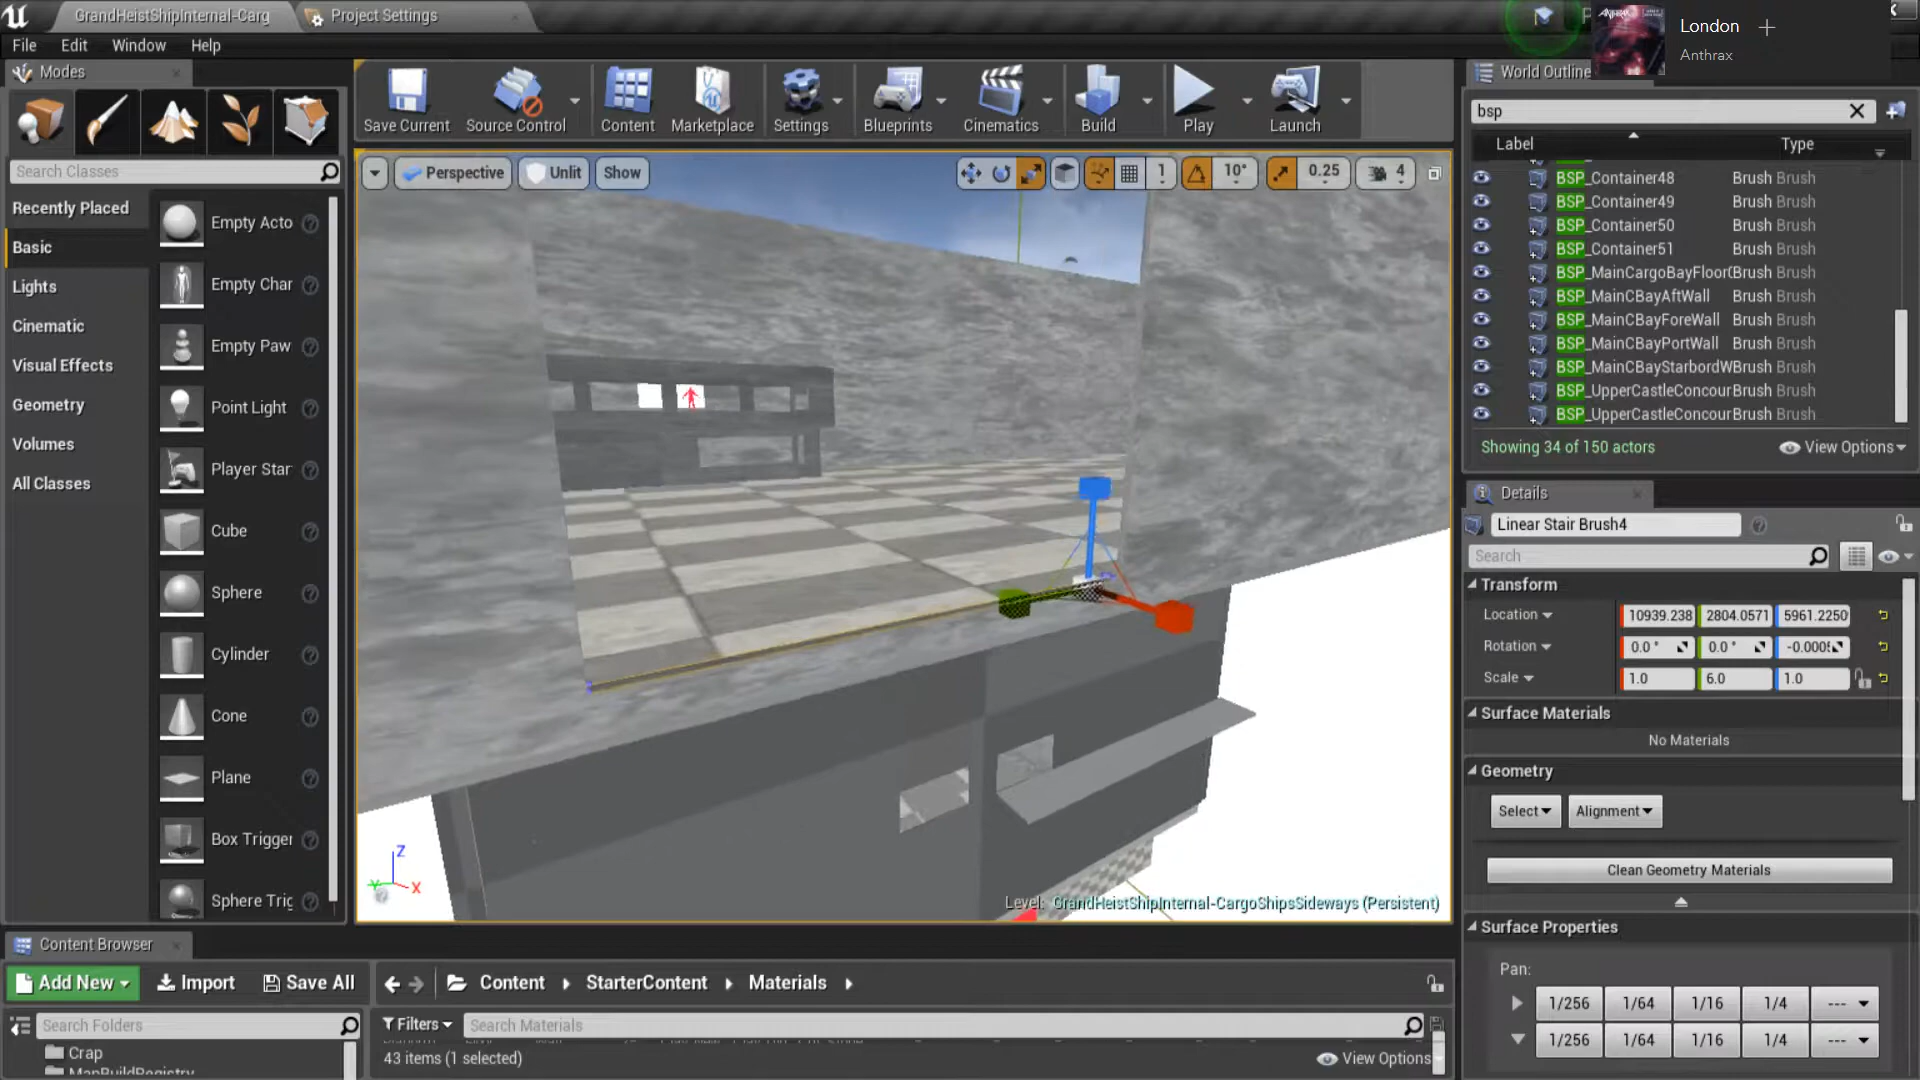 GrandHeistShipInternal-Carg
Project Settings
London
Anthrax
File Edit Window Help
Modes
World Outline
Save Current
Source Control
Content
Marketplace
Settings
Blueprints
Cinematics
Build
Play
Launch
bsp
Label Type
Search Classes
Perspective
Unlit
Show
1
10°
0.25
4
Recently Placed
Basic
Lights
Cinematic
Visual Effects
Geometry
Volumes
All Classes
Empty Acto
Empty Char
Empty Paw
Point Light
Player Star
Cube
Sphere
Cylinder
Cone
Plane
Box Trigger
Sphere Trig
BSP_Container48 Brush Brush
BSP_Container49 Brush Brush
BSP_Container50 Brush Brush
BSP_Container51 Brush Brush
BSP_MainCargoBayFloor Brush Brush
BSP_MainCBayAftWall Brush Brush
BSP_MainCBayForeWall Brush Brush
BSP_MainCBayPortWall Brush Brush
BSP_MainCBayStarbordW Brush Brush
BSP_UpperCastleConcour Brush Brush
BSP_UpperCastleConcour Brush Brush
Showing 34 of 150 actors
View Options
Details
Linear Stair Brush4
Search
Transform
Location 10939.238 2804.0571 5961.2250
Rotation 0.0 ° 0.0 °
Scale 1.0 6.0 1.0
Surface Materials
No Materials
Geometry
Select
Alignment
Clean Geometry Materials
Surface Properties
Pan:
1/256 1/64 1/16 1/4 ---
1/256 1/64 1/16 1/4 ---
Z
Y
X
Level: GrandHeistShipInternal-CargoShipsSideways (Persistent)
Content Browser
Add New
Import
Save All
Content
StarterContent
Materials
Search Folders
Filters
Search Materials
Crap
MapBuildRegistry
43 items (1 selected)
View Options